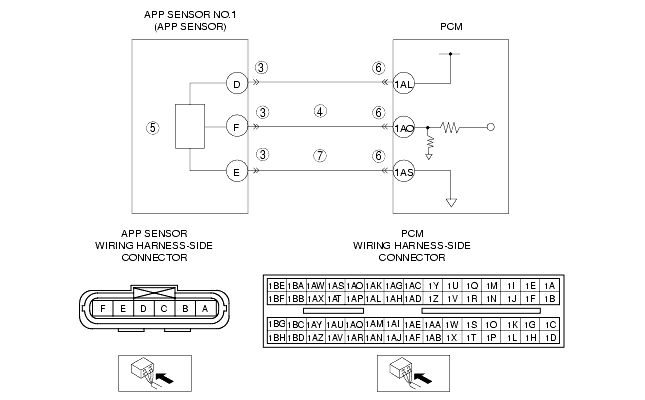 APP SENSOR NO.1
(APP SENSOR)
PCM
D
3
6
1AL
5
F
3
4
6
1AO
E
3
7
6
1AS
APP SENSOR
WIRING HARNESS-SIDE
CONNECTOR
PCM
WIRING HARNESS-SIDE
CONNECTOR
F E D C B A
1BE 1BA 1AW 1AS 1AO 1AK 1AG 1AC 1Y 1U 1Q 1M 1I 1E 1A
1BF 1BB 1AX 1AT 1AP 1AL 1AH 1AD 1Z 1V 1R 1N 1J 1F 1B
1BG 1BC 1AY 1AU 1AQ 1AM 1AI 1AE 1AA 1W 1S 1O 1K 1G 1C
1BH 1BD 1AZ 1AV 1AR 1AN 1AJ 1AF 1AB 1X 1T 1P 1L 1H 1D